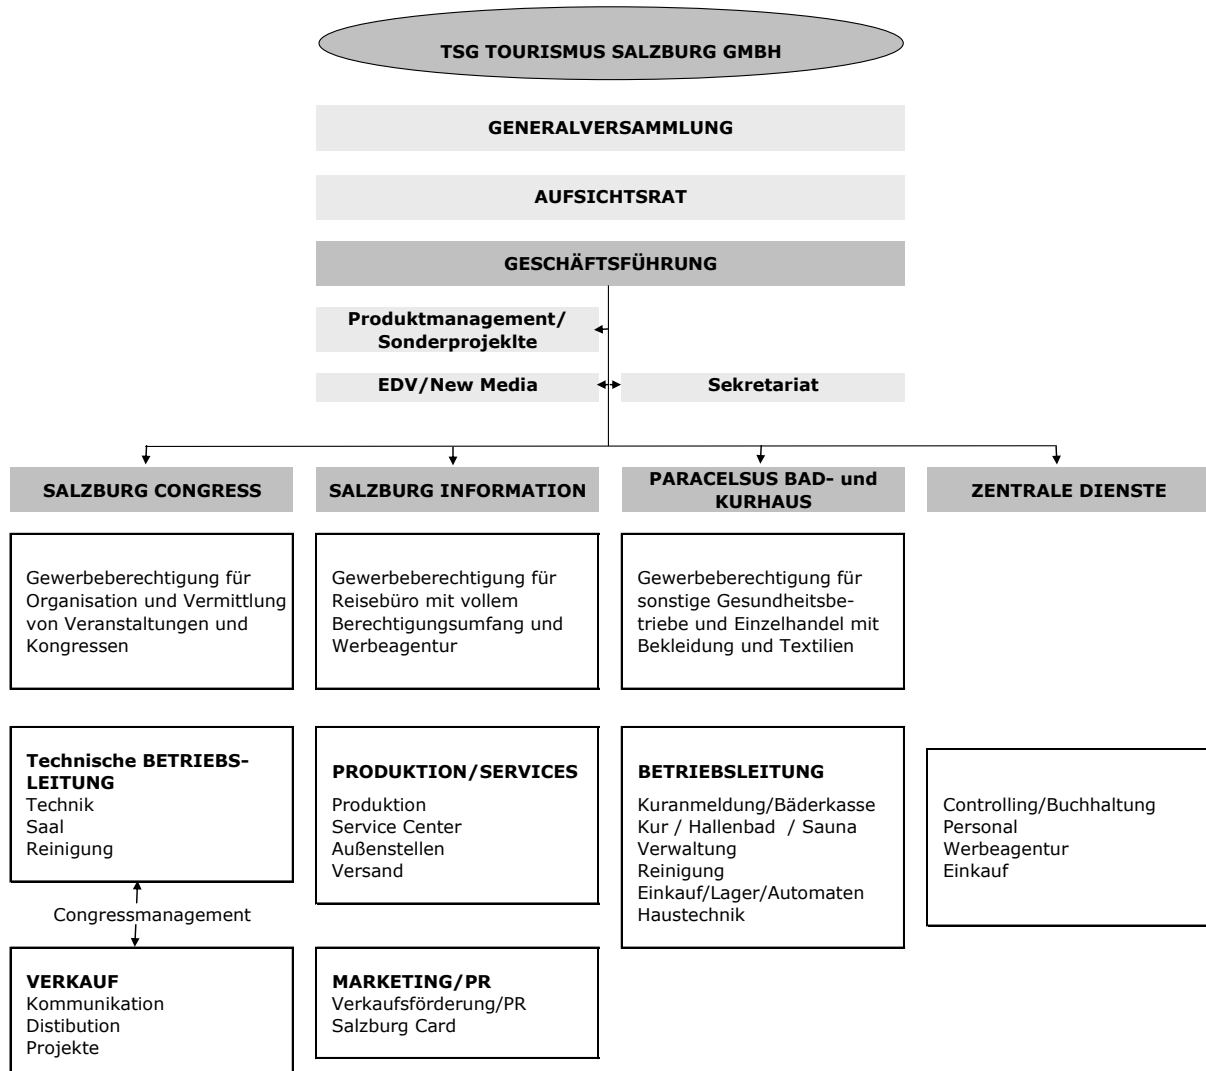 TSG TOURISMUS SALZBURG GMBH
GENERALVERSAMMLUNG
AUFSICHTSRAT
GESCHÄFTSFÜHRUNG
Produktmanagement/
Sonderprojeklte
EDV/New Media
Sekretariat
SALZBURG CONGRESS
SALZBURG INFORMATION
PARACELSUS BAD- und
KURHAUS
ZENTRALE DIENSTE
Gewerbeberechtigung für
Organisation und Vermittlung
von Veranstaltungen und
Kongressen
Gewerbeberechtigung für
Reisebüro mit vollem
Berechtigungsumfang und
Werbeagentur
Gewerbeberechtigung für
sonstige Gesundheitsbe-
triebe und Einzelhandel mit
Bekleidung und Textilien
Technische BETRIEBS-
LEITUNG
Technik
Saal
Reinigung
PRODUKTION/SERVICES
Produktion
Service Center
Außenstellen
Versand
BETRIEBSLEITUNG
Kuranmeldung/Bäderkasse
Kur / Hallenbad / Sauna
Verwaltung
Reinigung
Einkauf/Lager/Automaten
Haustechnik
Controlling/Buchhaltung
Personal
Werbeagentur
Einkauf
Congressmanagement
VERKAUF
Kommunikation
Distibution
Projekte
MARKETING/PR
Verkaufsförderung/PR
Salzburg Card